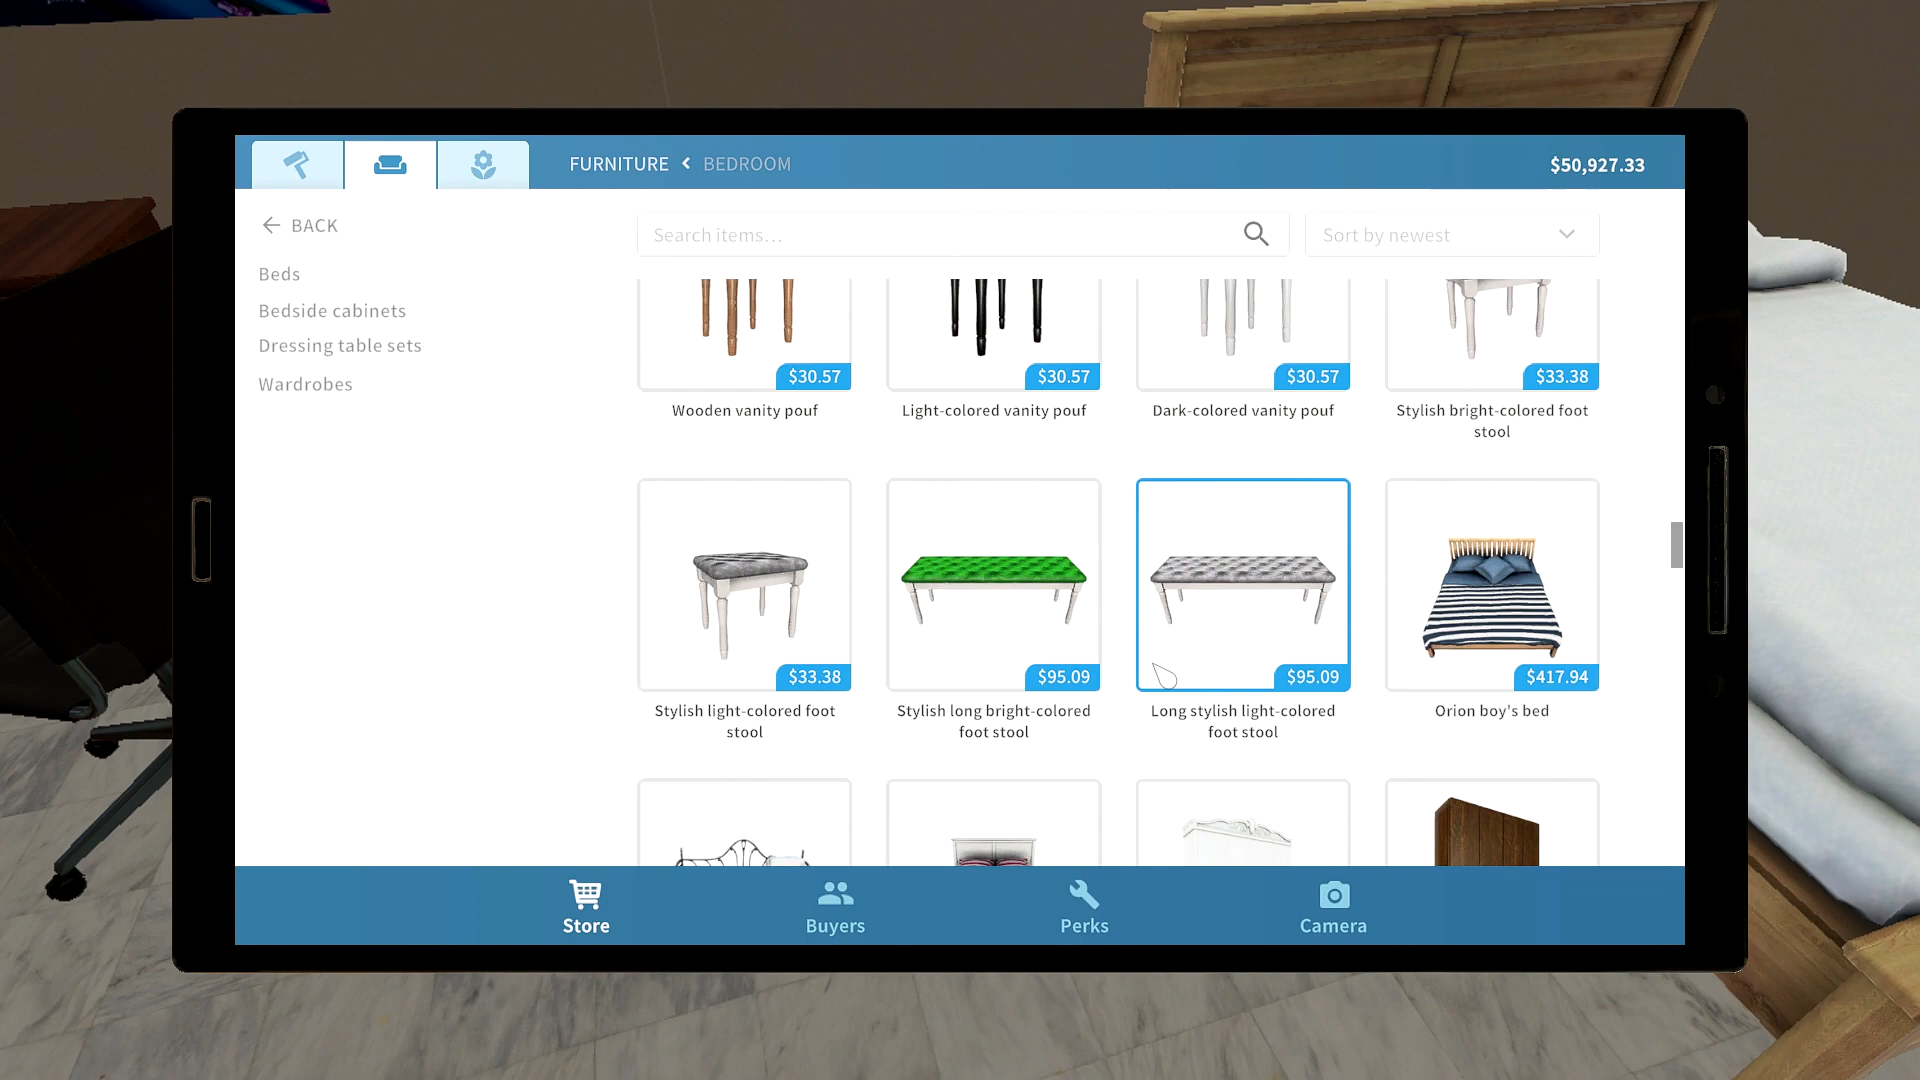 FURNITURE < BEDROOM
$50,927.33
BACK
Search items...
Sort by newest
Beds
Bedside cabinets
Dressing table sets
Wardrobes
$30.57
$30.57
$30.57
$33.38
Wooden vanity pouf
Light-colored vanity pouf
Dark-colored vanity pouf
Stylish bright-colored foot
stool
$33.38
$95.09
$95.09
$417.94
Stylish light-colored foot
stool
Stylish long bright-colored
foot stool
Long stylish light-colored
foot stool
Orion boy's bed
Store
Buyers
Perks
Camera